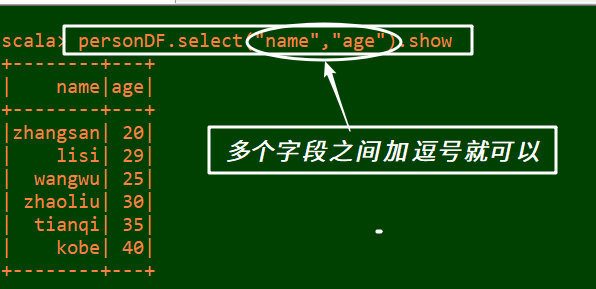 scala> personDF.select("name","age").show
+--------+---+
|    name|age|
+--------+---+
|zhangsan| 20|
|    lisi| 29|
|  wangwu| 25|
| zhaoliu| 30|
|  tianqi| 35|
|    kobe| 40|
+--------+---+
多个字段之间加逗号就可以